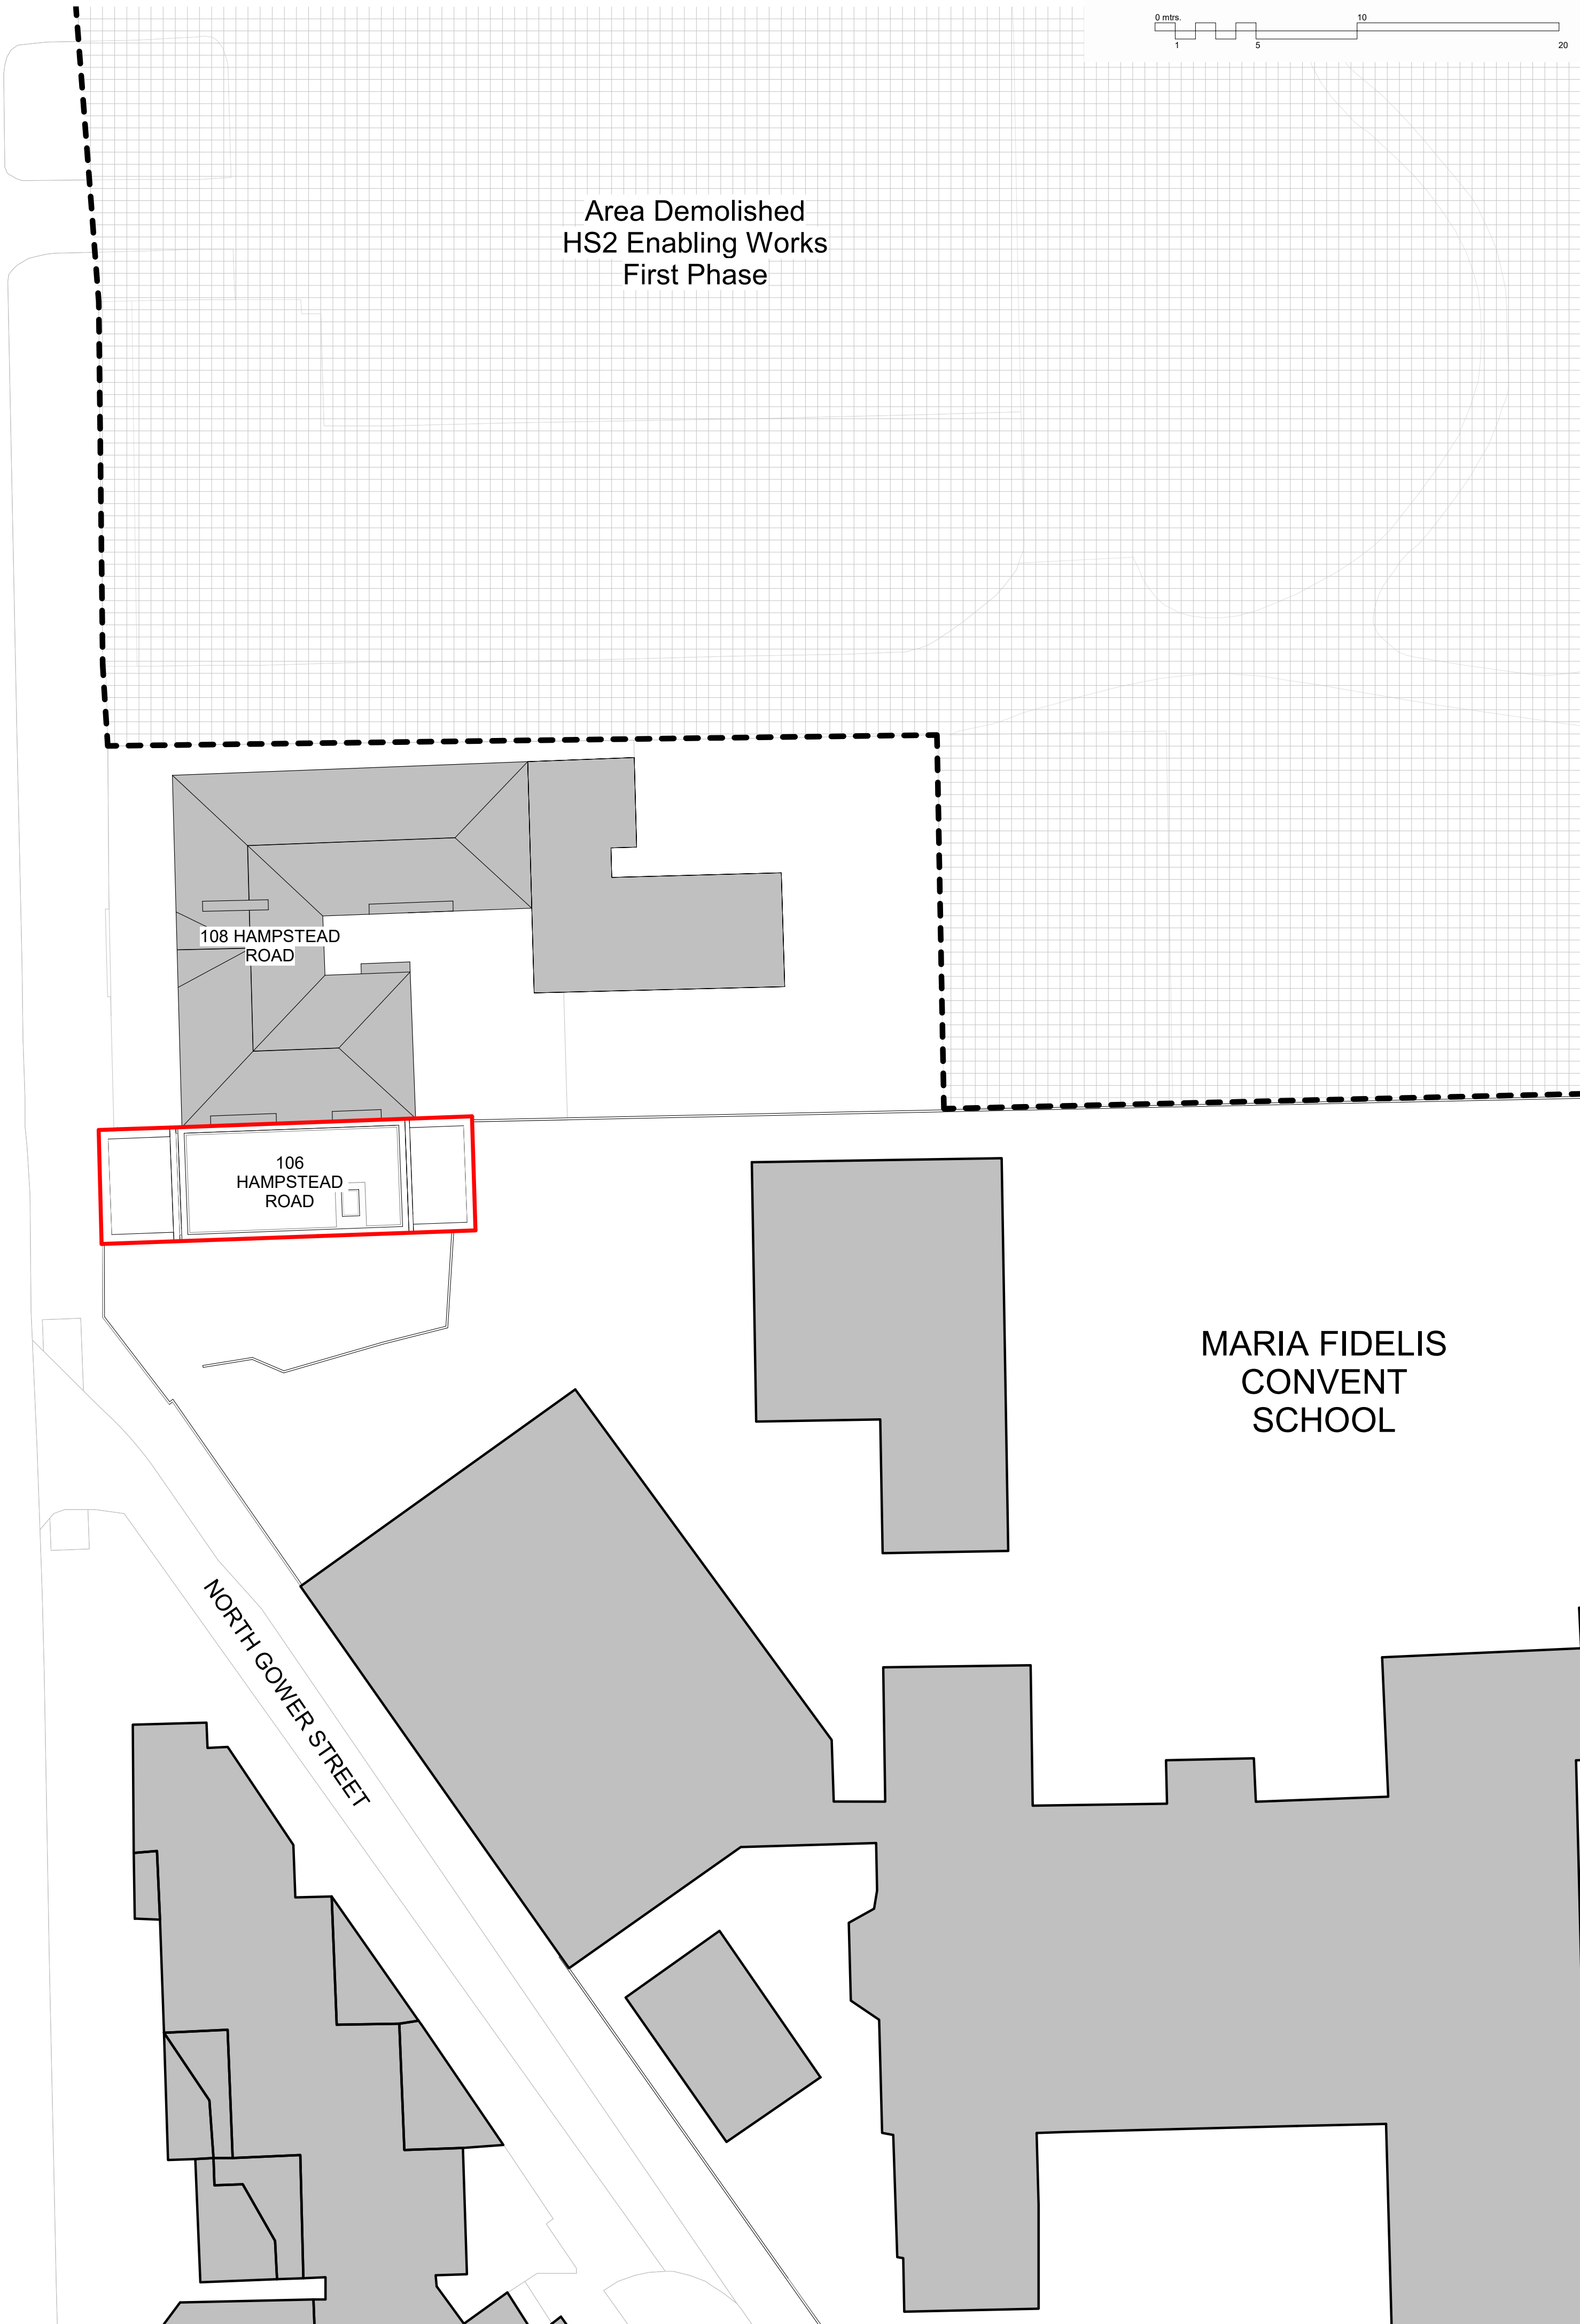 0 mtrs.
10
1
5
20
Area Demolished
HS2 Enabling Works
First Phase
108 HAMPSTEAD
ROAD
106
HAMPSTEAD
ROAD
MARIA FIDELIS
CONVENT
SCHOOL
NORTH GOWER STREET